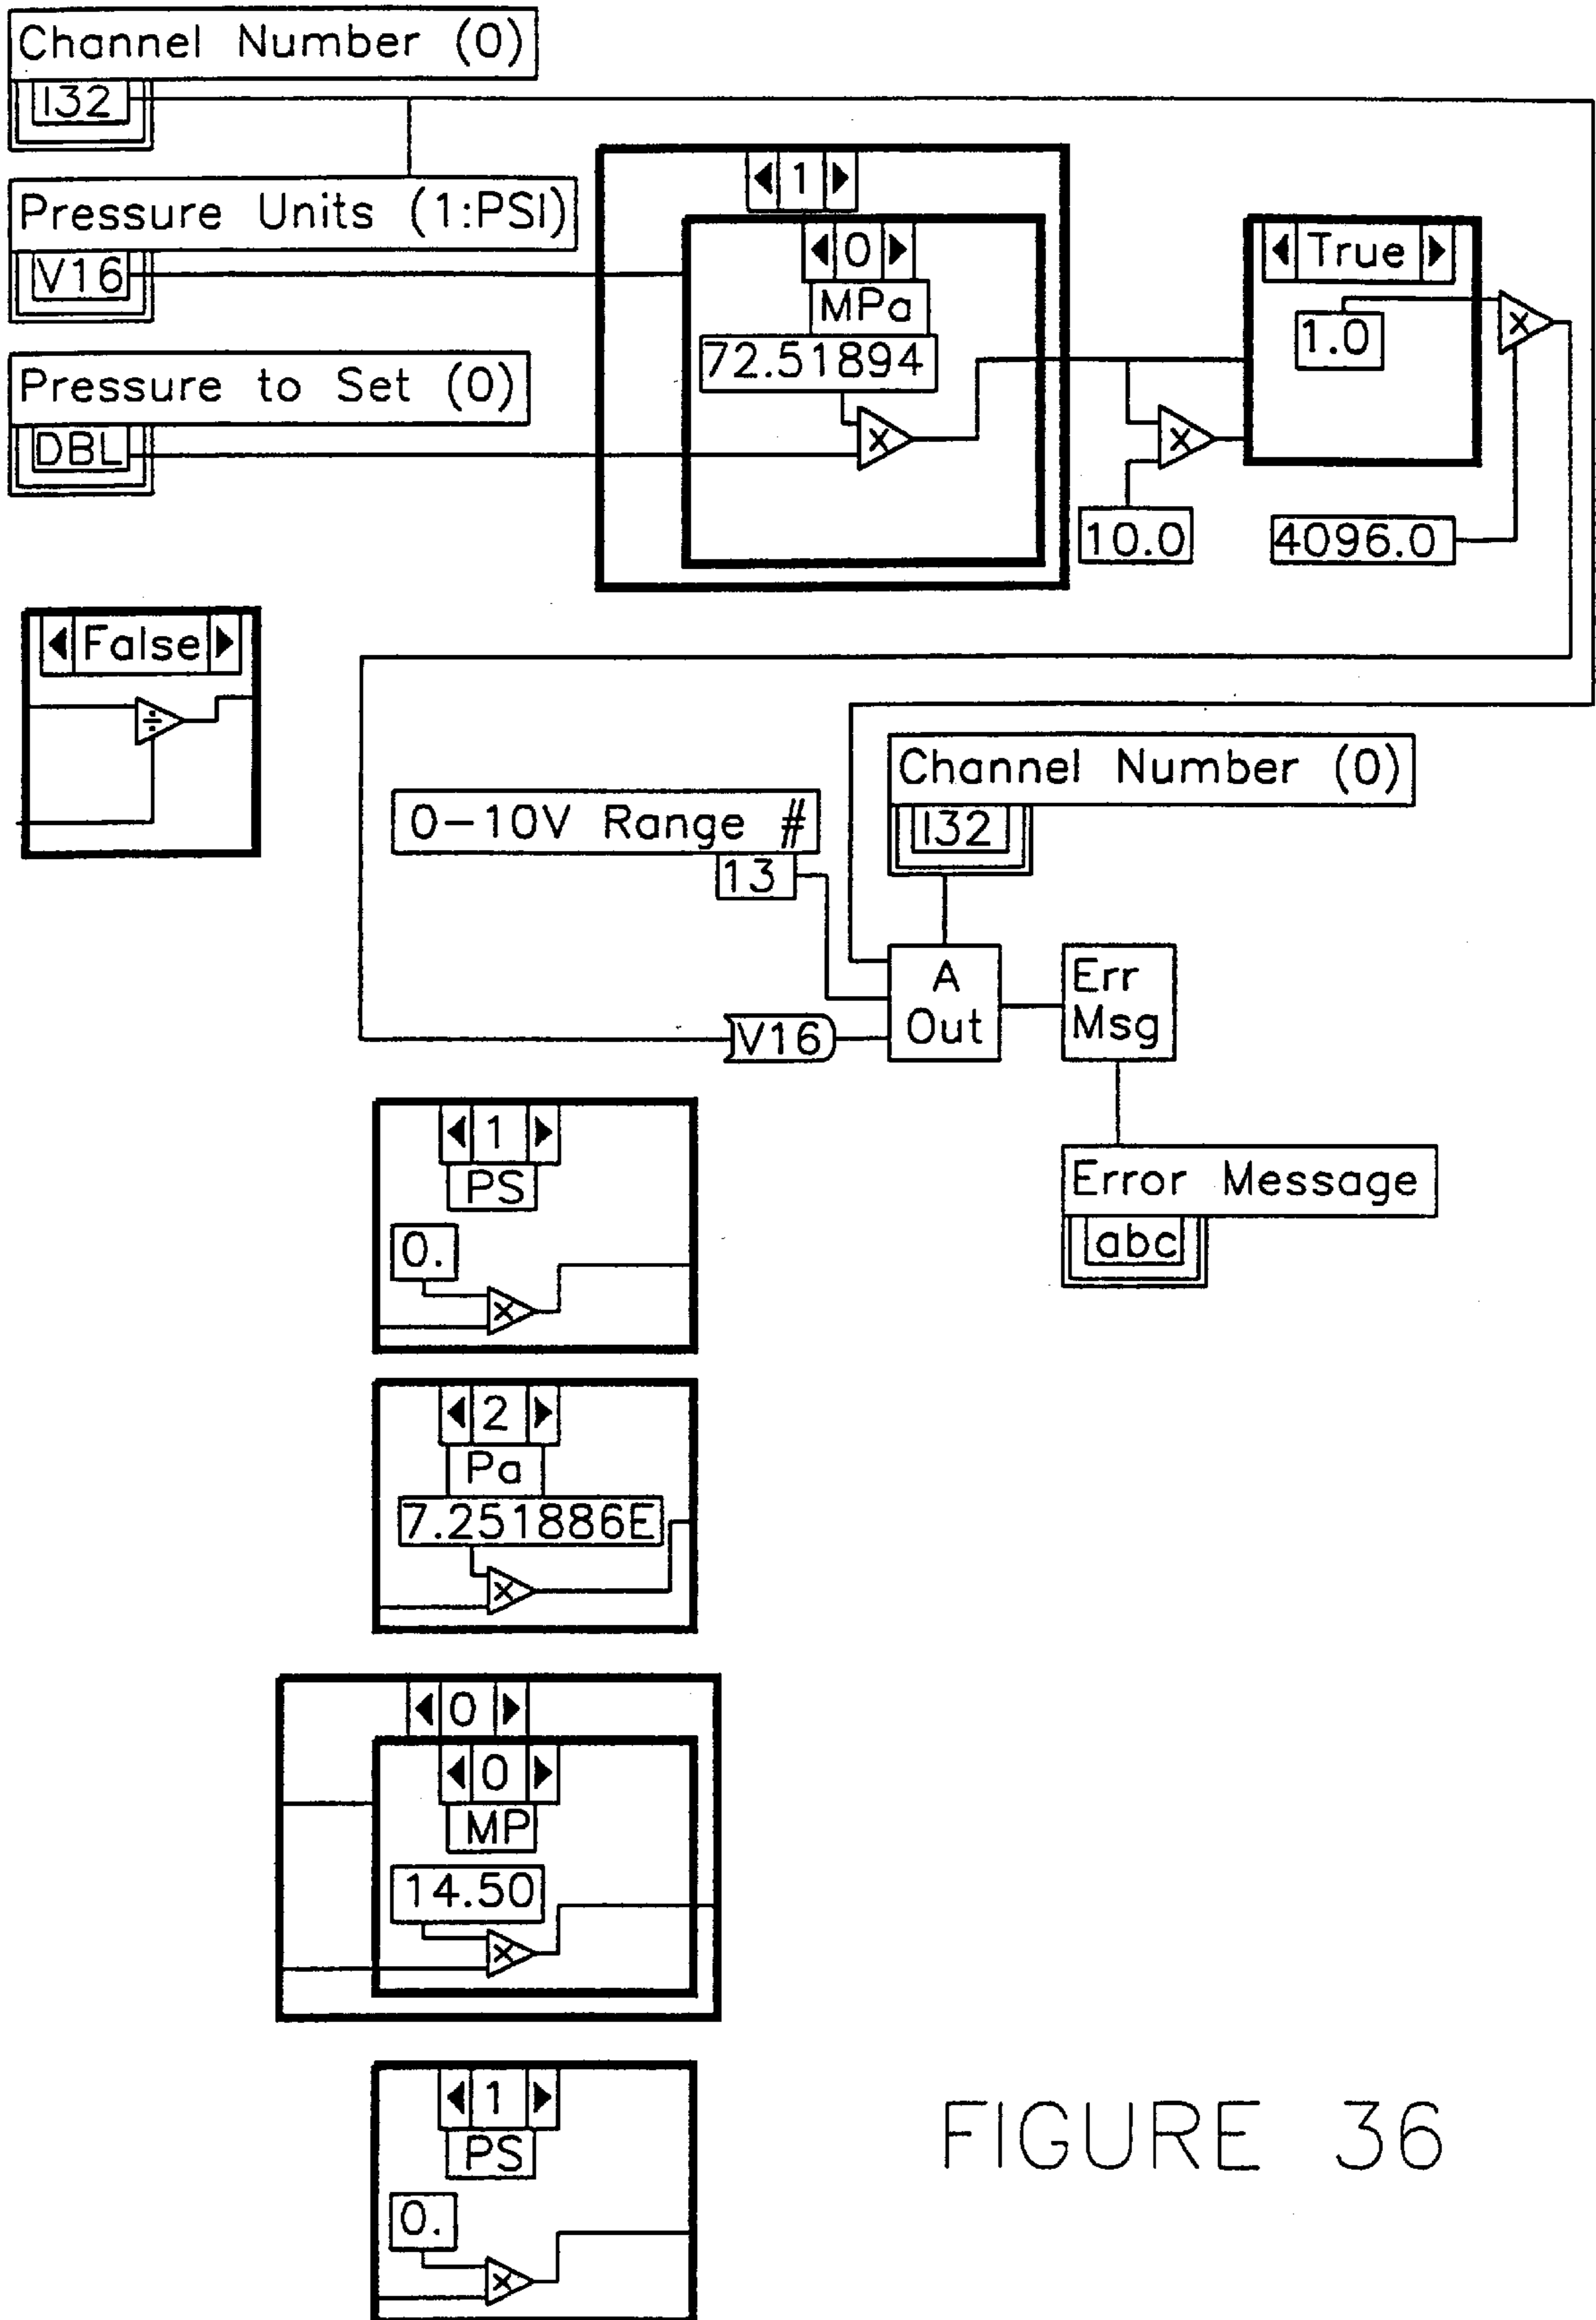 Channel Number (0)
I32
1
Pressure Units (1:PSI)
V16
0
MPa
72.51894
True
1.0
Pressure to Set (0)
DBL
10.0
4096.0
False
Channel Number (0)
I32
0-10V Range #
13
A
Out
Err
Msg
V16
1
PS
0.
Error Message
abc
2
Pa
7.251886E
0
0
MP
14.50
1
PS
0.
FIGURE 36